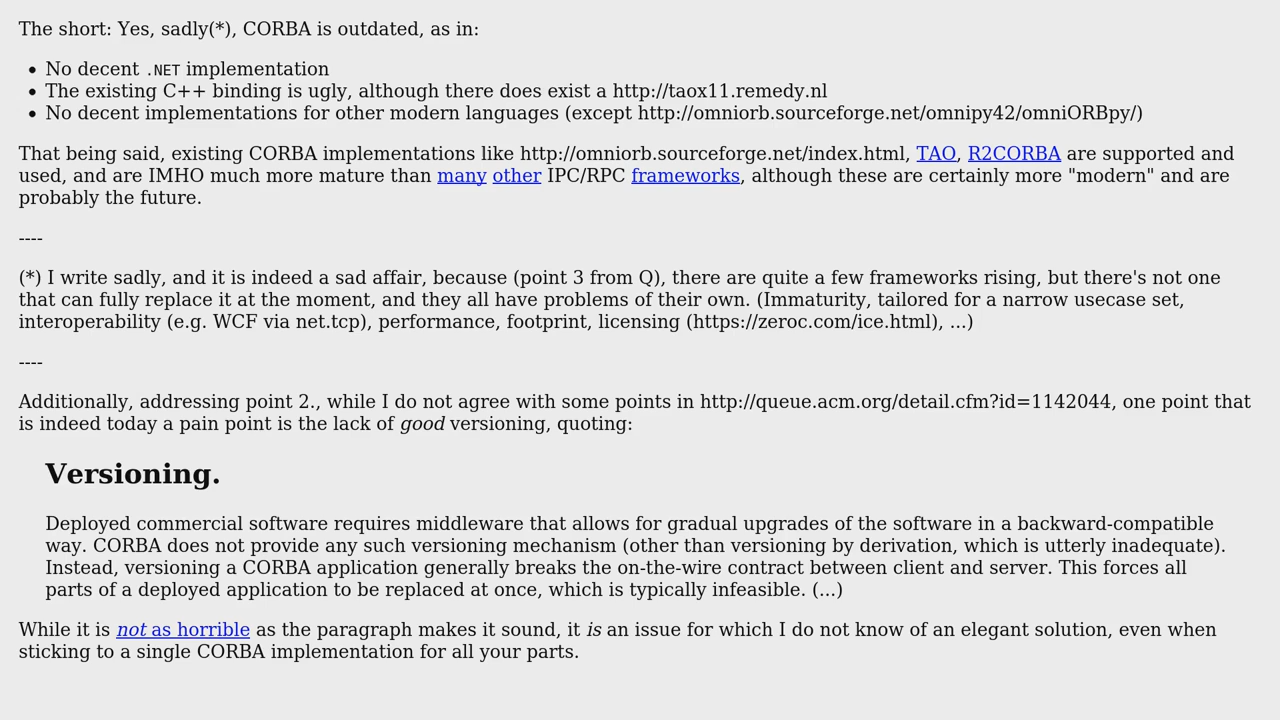 The short: Yes, sadly(*), CORBA is outdated, as in:
• No decent .NET implementation
• The existing C++ binding is ugly, although there does exist a http://taox11.remedy.nl
• No decent implementations for other modern languages (except http://omniorb.sourceforge.net/omnipy42/omniORBpy/)
That being said, existing CORBA implementations like http://omniorb.sourceforge.net/index.html, TAO, R2CORBA are supported and
used, and are IMHO much more mature than many other IPC/RPC frameworks, although these are certainly more "modern" and are
probably the future.
----
(*) I write sadly, and it is indeed a sad affair, because (point 3 from Q), there are quite a few frameworks rising, but there's not one
that can fully replace it at the moment, and they all have problems of their own. (Immaturity, tailored for a narrow usecase set,
interoperability (e.g. WCF via net.tcp), performance, footprint, licensing (https://zeroc.com/ice.html), ...)
----
Additionally, addressing point 2., while I do not agree with some points in http://queue.acm.org/detail.cfm?id=1142044, one point that
is indeed today a pain point is the lack of good versioning, quoting:
Versioning.
Deployed commercial software requires middleware that allows for gradual upgrades of the software in a backward-compatible
way. CORBA does not provide any such versioning mechanism (other than versioning by derivation, which is utterly inadequate).
Instead, versioning a CORBA application generally breaks the on-the-wire contract between client and server. This forces all
parts of a deployed application to be replaced at once, which is typically infeasible. (...)
While it is not as horrible as the paragraph makes it sound, it is an issue for which I do not know of an elegant solution, even when
sticking to a single CORBA implementation for all your parts.